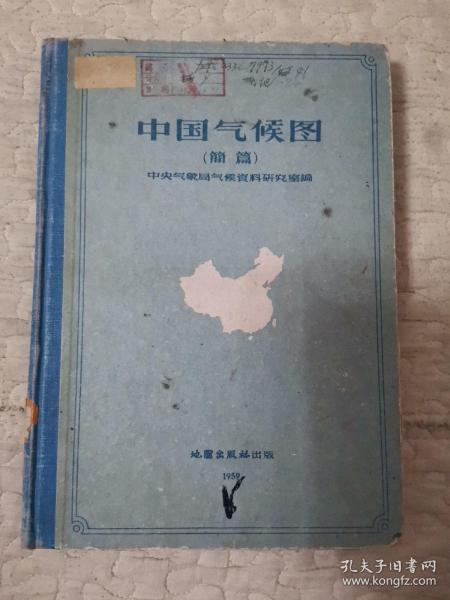 中国气候图
(簡篇)
中央气象局气候資料研究室編
地圖出版社出版
1959
孔夫子旧书网
www.kongfz.com